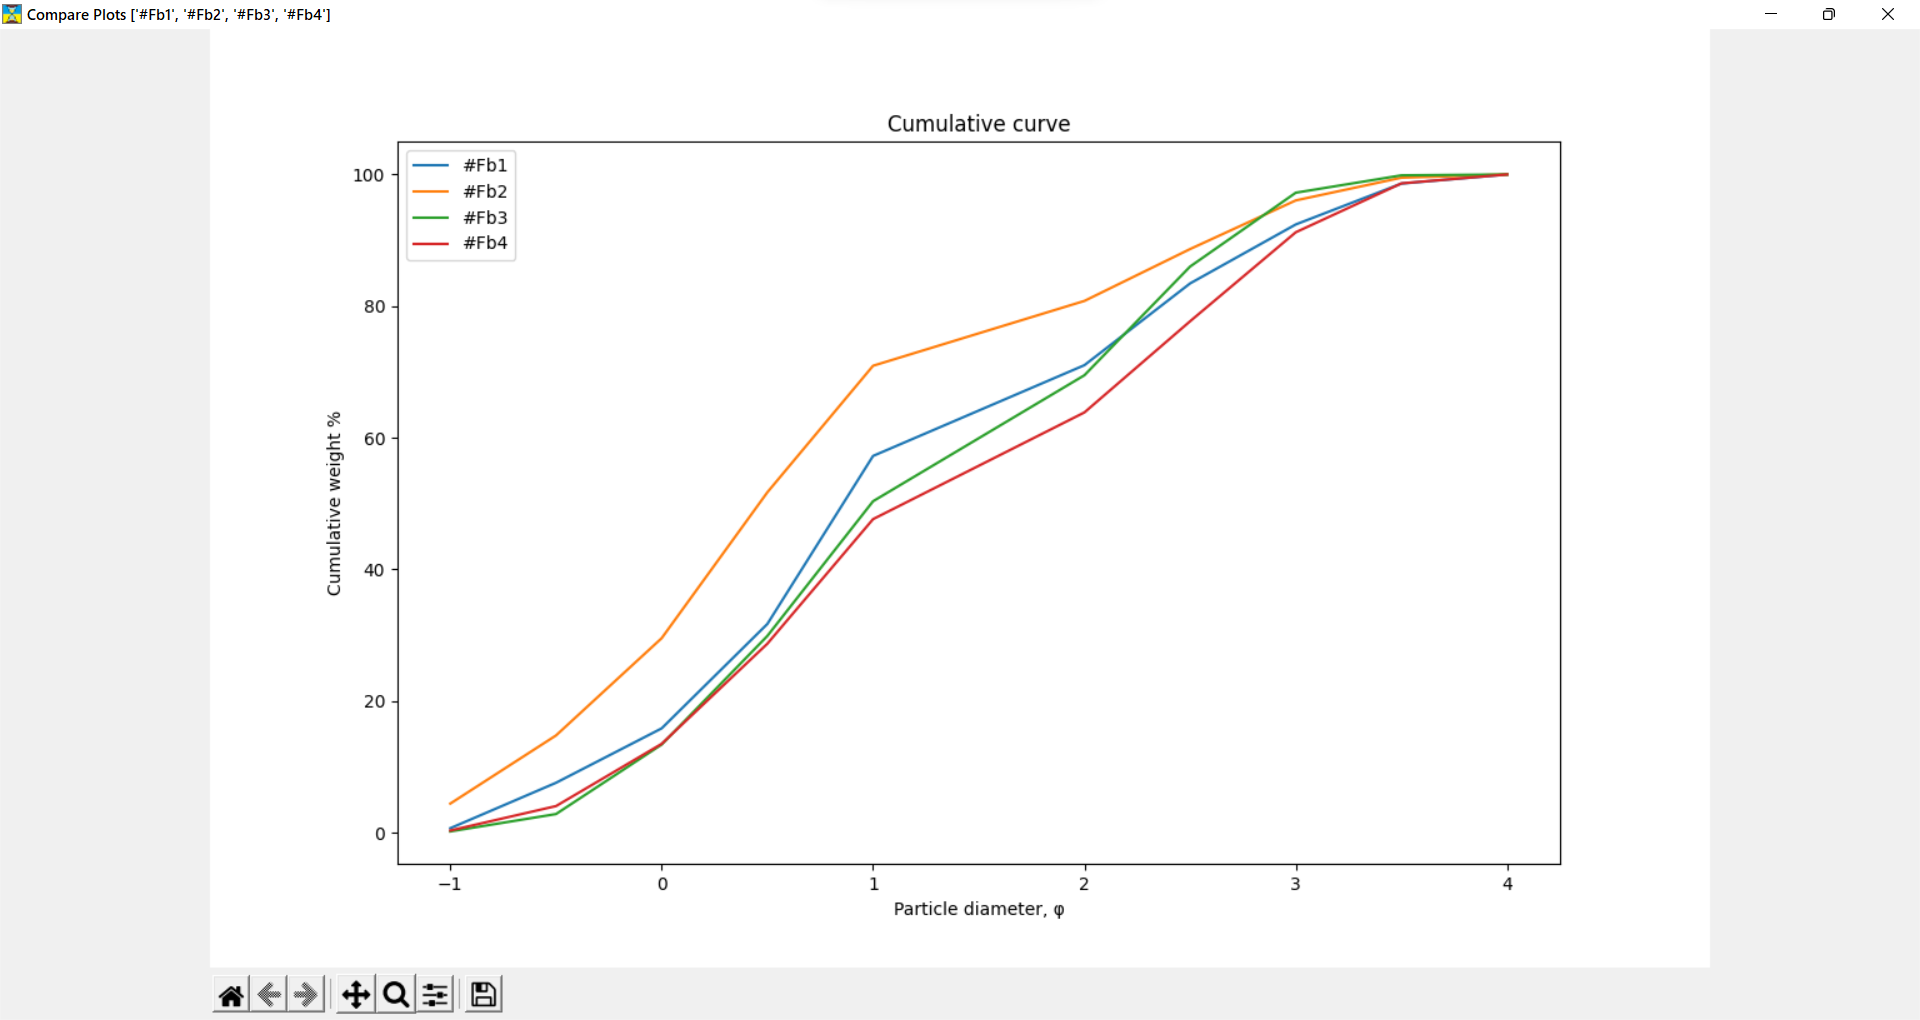 Compare Plots ['#Fb1', '#Fb2', '#Fb3', '#Fb4']
Cumulative curve
#Fb1
#Fb2
#Fb3
#Fb4
100
80
60
40
20
0
Cumulative weight %
−1 0 1 2 3 4
Particle diameter, φ